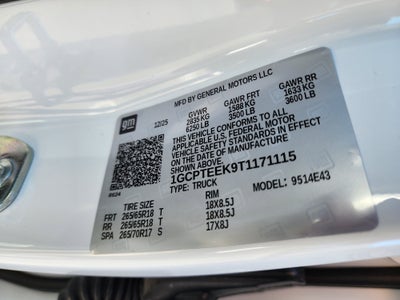 gm
MFD BY GENERAL MOTORS LLC
12/25 GVWR GAWR FRT GAWR RR
2835 KG 1588 KG 1633 KG
6250 LB 3500 LB 3600 LB
THIS VEHICLE CONFORMS TO ALL
APPLICABLE U.S. FEDERAL MOTOR
VEHICLE SAFETY STANDARDS IN EFFECT
ON THE DATE OF MANUFACTURE
SHOWN ABOVE.
1GCPTEEK9T1171115
TYPE: TRUCK MODEL: 9514E43
TIRE SIZE RIM
FRT 265/65R18 T 18X8.5J
RR 265/65R18 T 18X8.5J
SPA 265/70R17 S 17X8J